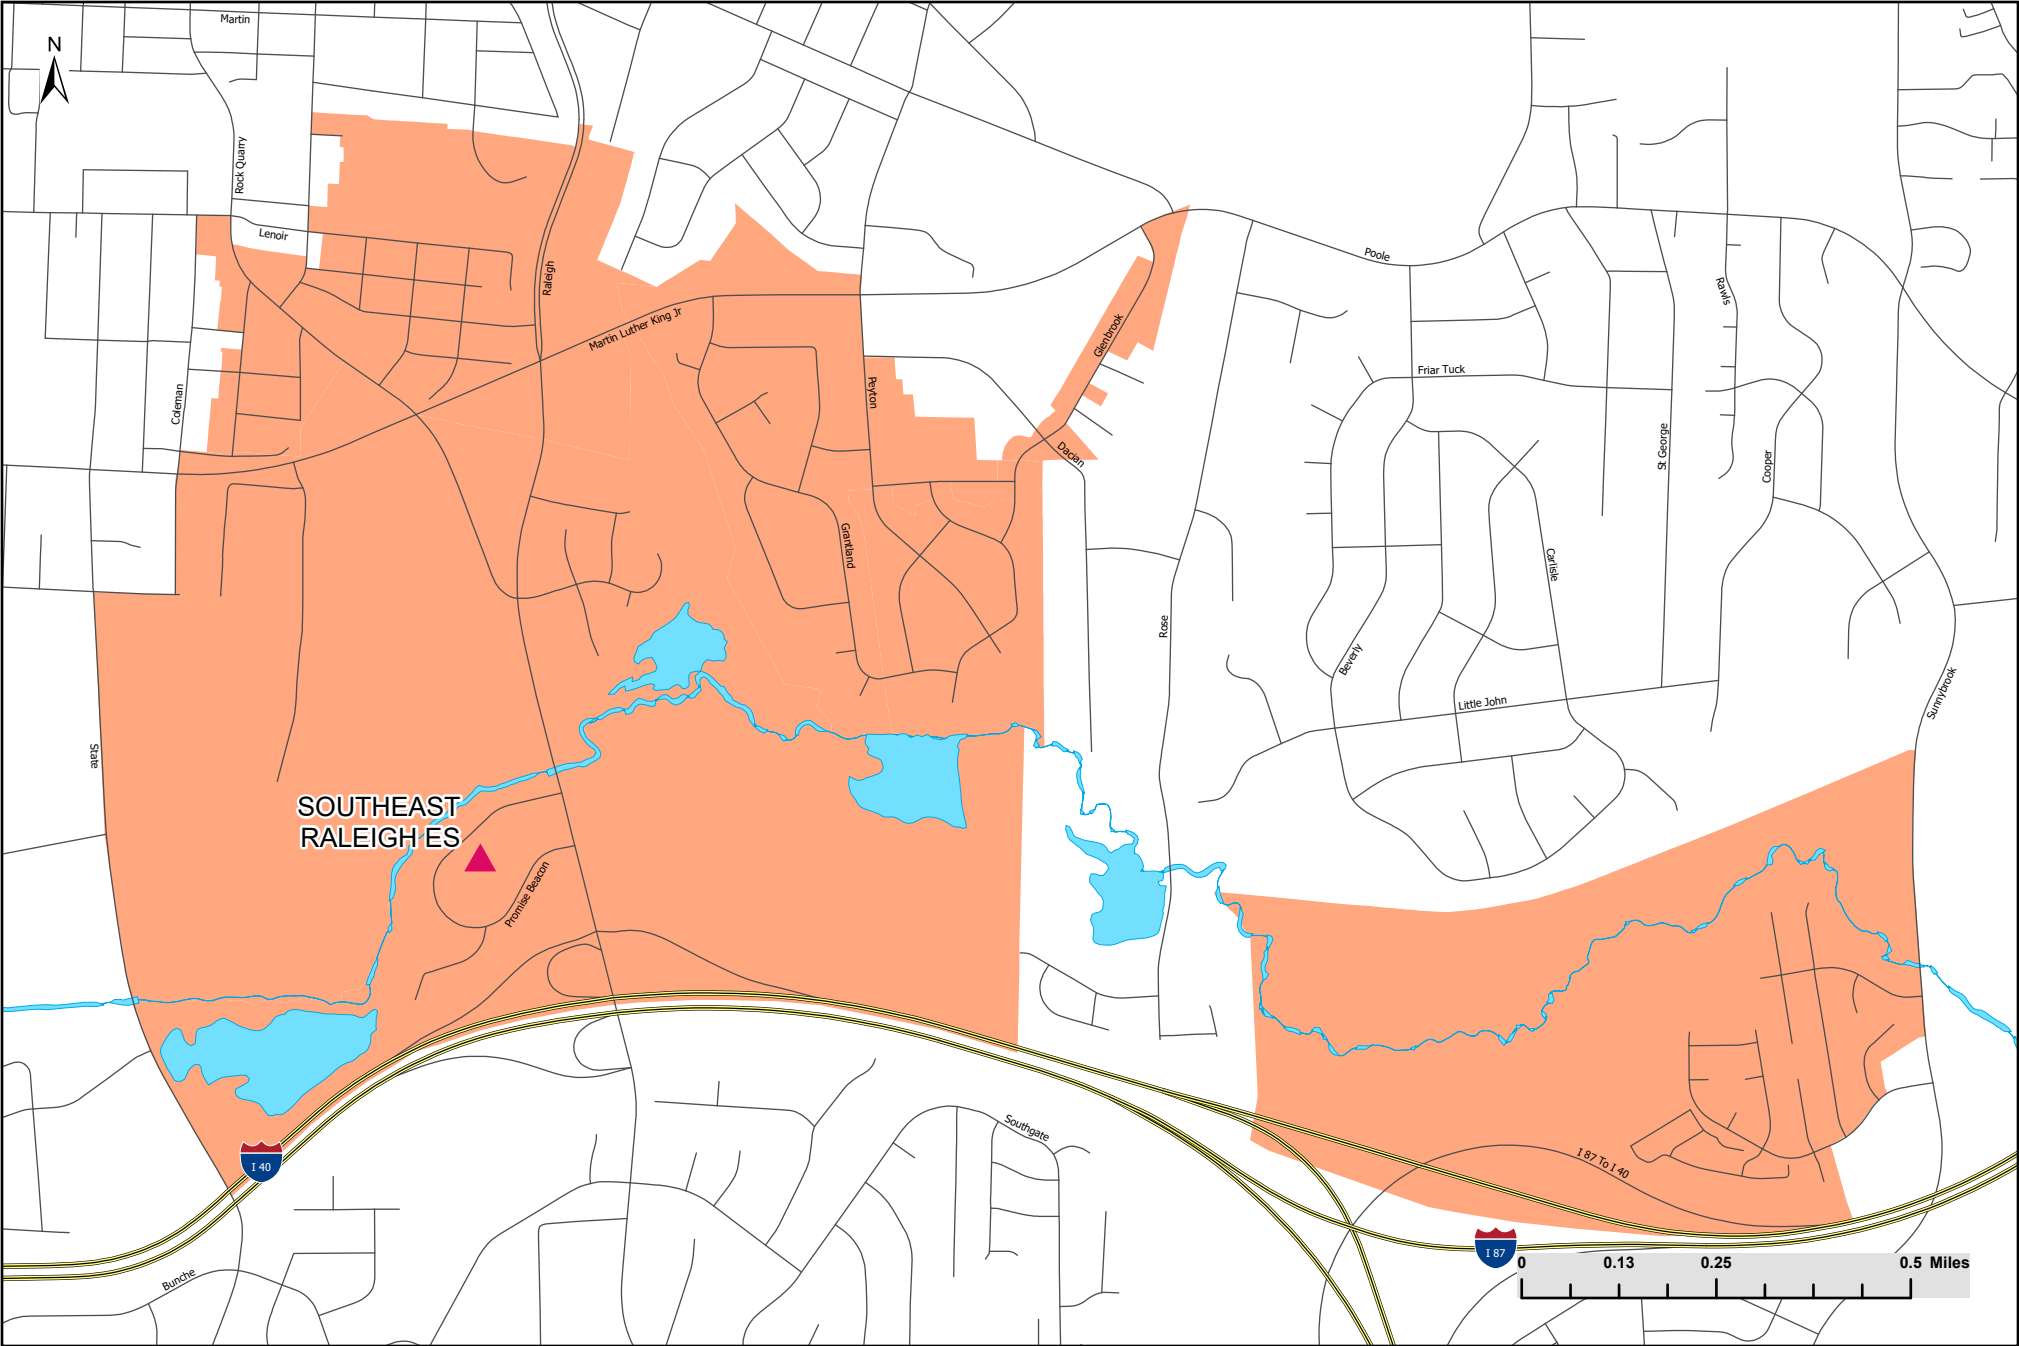 Martin
N
Rock Quarry
Lenoir
Raleigh
Poole
Rawls
Martin Luther King Jr
Glenbrook
Friar Tuck
Coleman
Peyton
Dacian
St George
Cooper
Grantland
Carlisle
Rose
Beverly
Little John
Sunnybrook
State
SOUTHEAST
RALEIGH ES
Promise Beacon
Southgate
I 40
I 87 To I 40
I 87
Bunche
0 0.13 0.25 0.5 Miles